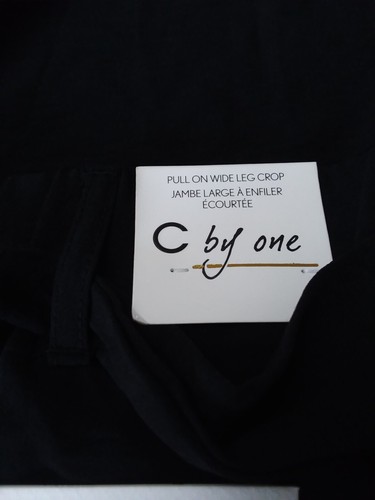 PULL ON WIDE LEG CROP
JAMBE LARGE À ENFILER
ÉCOURTÉE
C by one